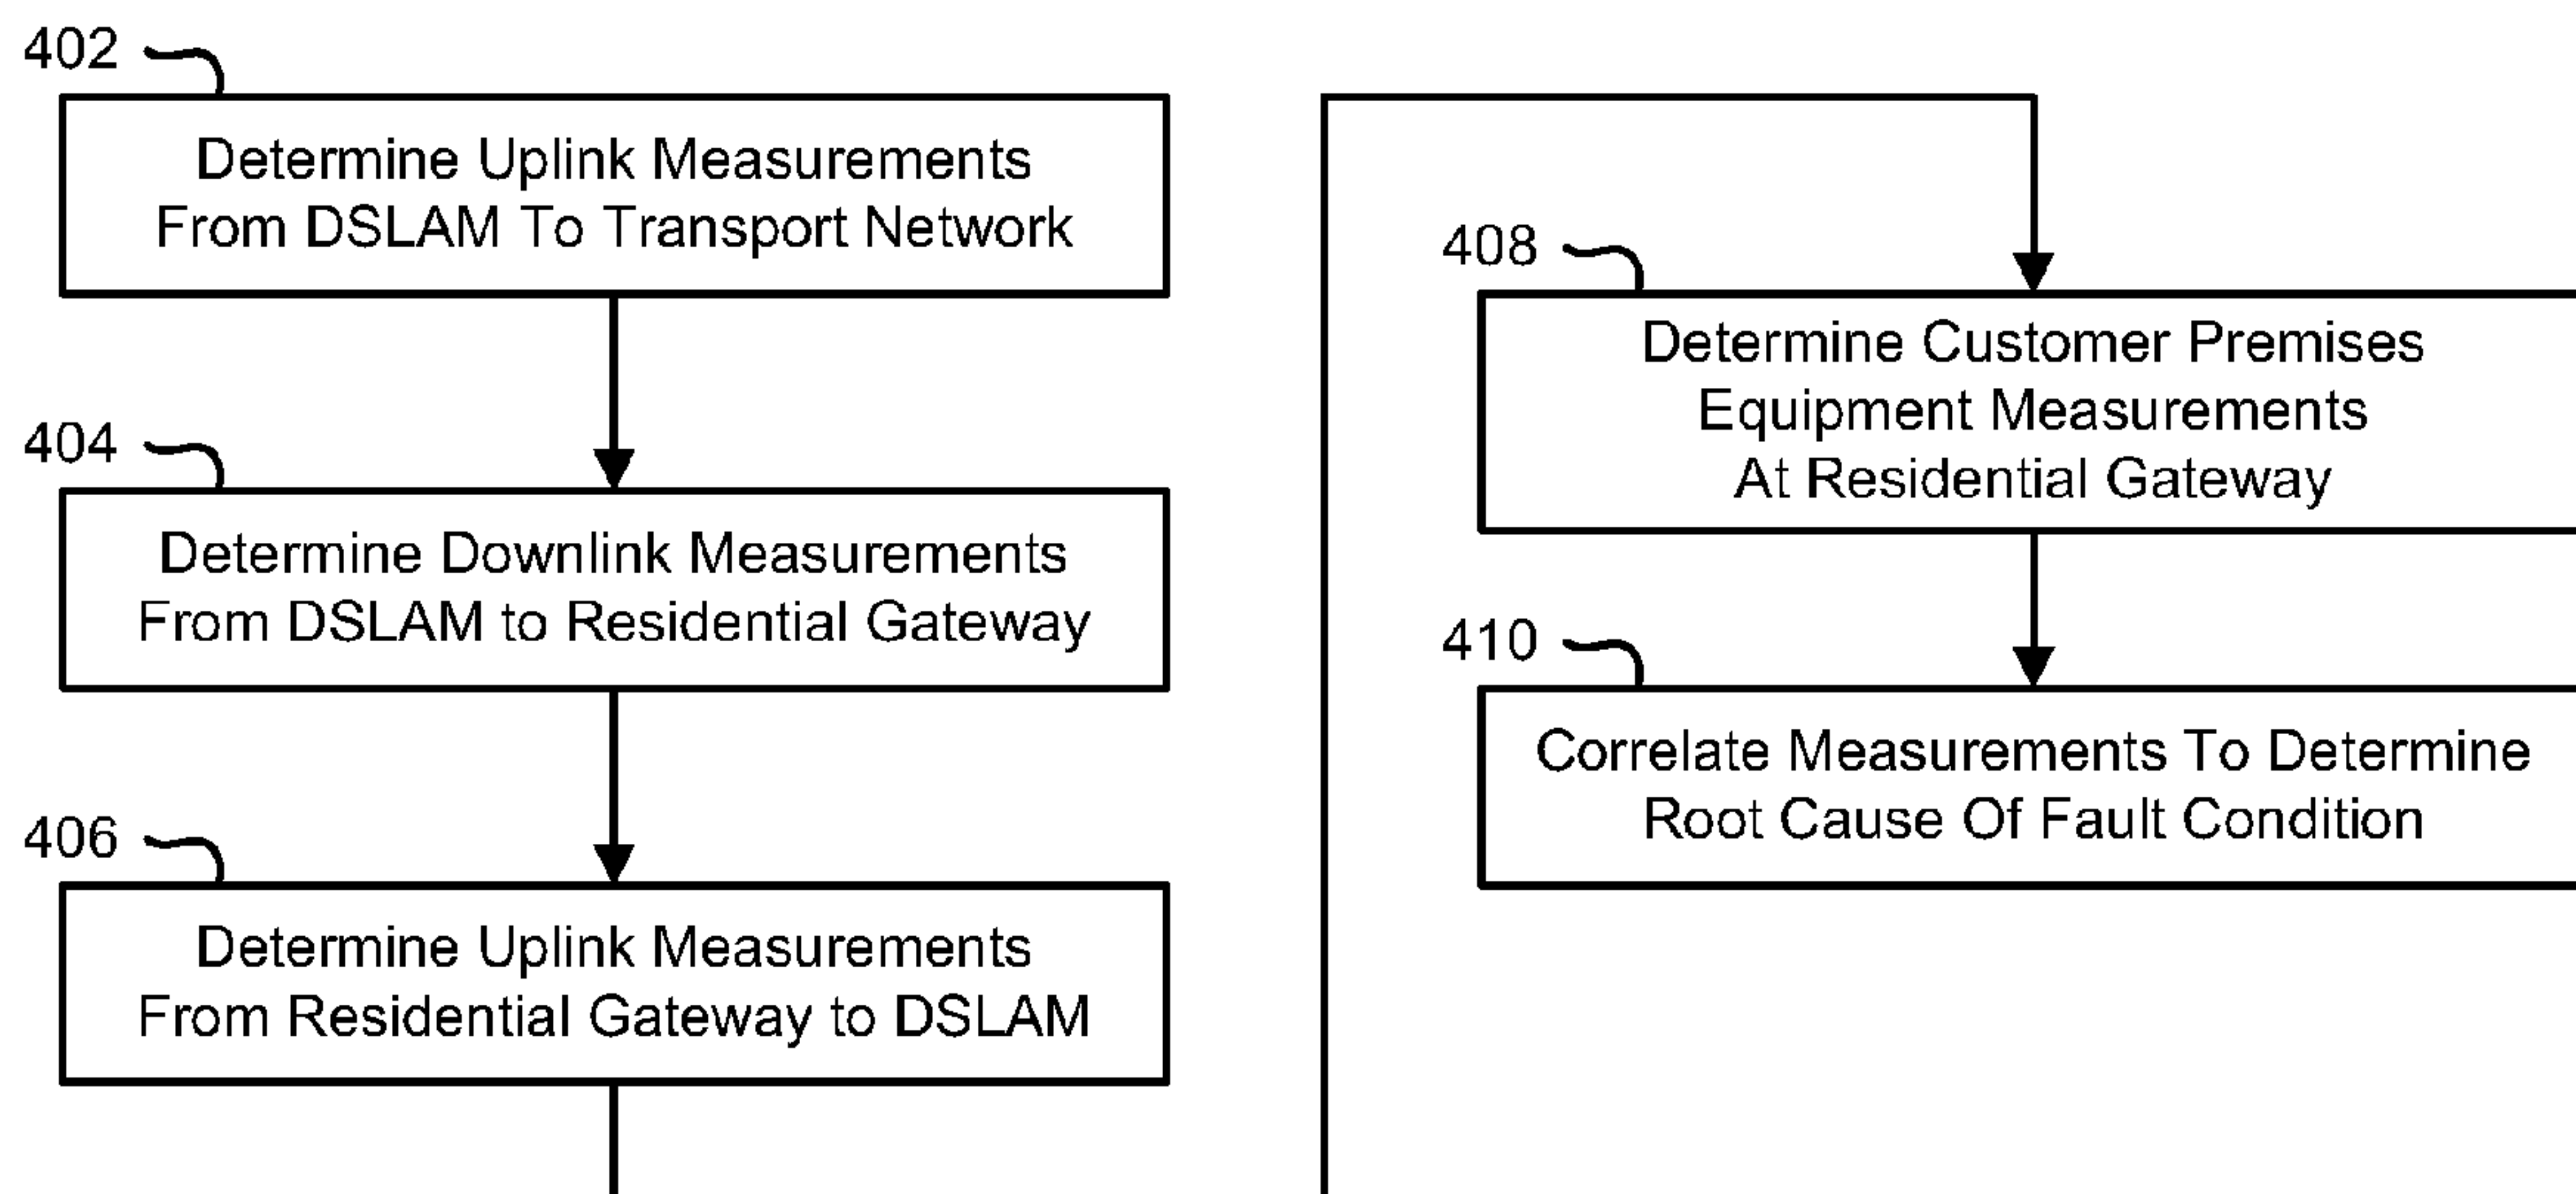 402
Determine Uplink Measurements
From DSLAM To Transport Network
404
Determine Downlink Measurements
From DSLAM to Residential Gateway
406
Determine Uplink Measurements
From Residential Gateway to DSLAM
408
Determine Customer Premises
Equipment Measurements
At Residential Gateway
410
Correlate Measurements To Determine
Root Cause Of Fault Condition